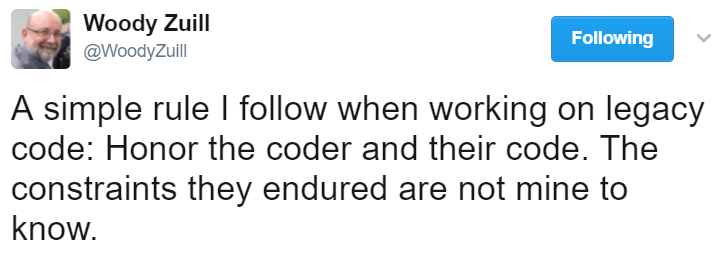 Woody Zuill
@WoodyZuill
Following
A simple rule I follow when working on legacy
code: Honor the coder and their code. The
constraints they endured are not mine to
know.